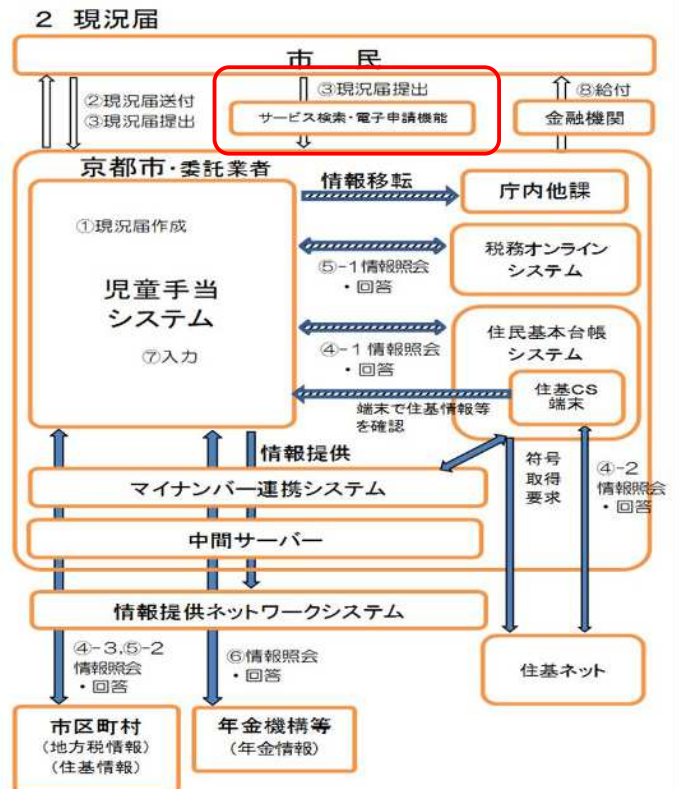 2 現況届
市 民
②現況届送付
③現況届提出
③現況届提出
サービス検索・電子申請機能
⑧給付
金融機関
京都市・委託業者
①現況届作成
児童手当
システム
⑦入力
情報移転
庁内他課
⑤-1情報照会
・回答
税務オンライン
システム
④-1情報照会
・回答
住民基本台帳
システム
住基CS
端末
端末で住基情報等
を確認
情報提供
マイナンバー連携システム
符号
取得
要求
④-2
情報照会
・回答
中間サーバー
情報提供ネットワークシステム
④-3,⑤-2
情報照会
・回答
⑥情報照会
・回答
住基ネット
市区町村
(地方税情報)
(住基情報)
年金機構等
(年金情報)